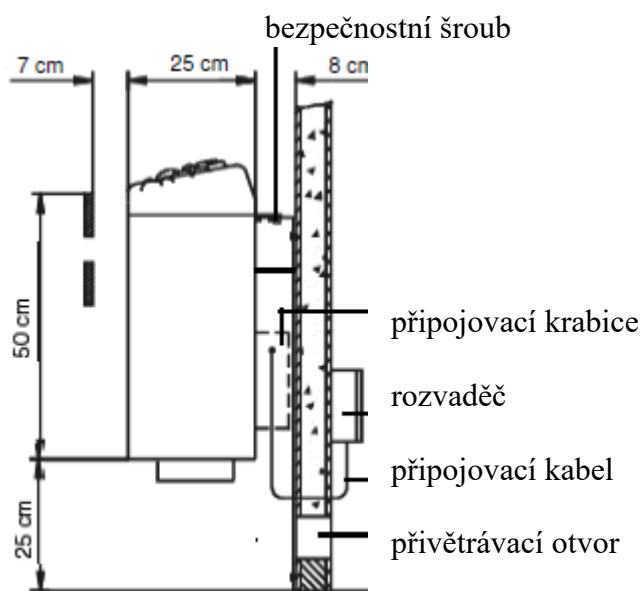 bezpečnostní šroub
7 cm
25 cm
8 cm
50 cm
připojovací krabice
rozvaděč
připojovací kabel
25 cm
přivětrávací otvor